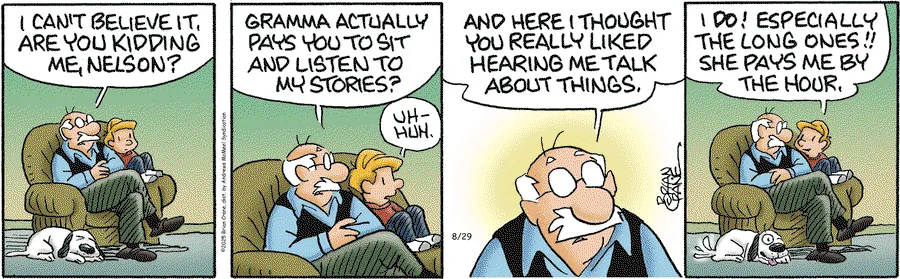 I CAN'T BELIEVE IT.
ARE YOU KIDDING
ME, NELSON?
GRAMMA ACTUALLY
PAYS YOU TO SIT
AND LISTEN TO
MY STORIES?
UH-
HUH.
AND HERE I THOUGHT
YOU REALLY LIKED
HEARING ME TALK
ABOUT THINGS.
I DO! ESPECIALLY
THE LONG ONES!!
SHE PAYS ME BY
THE HOUR.
8/29
BRIAN
CRANE